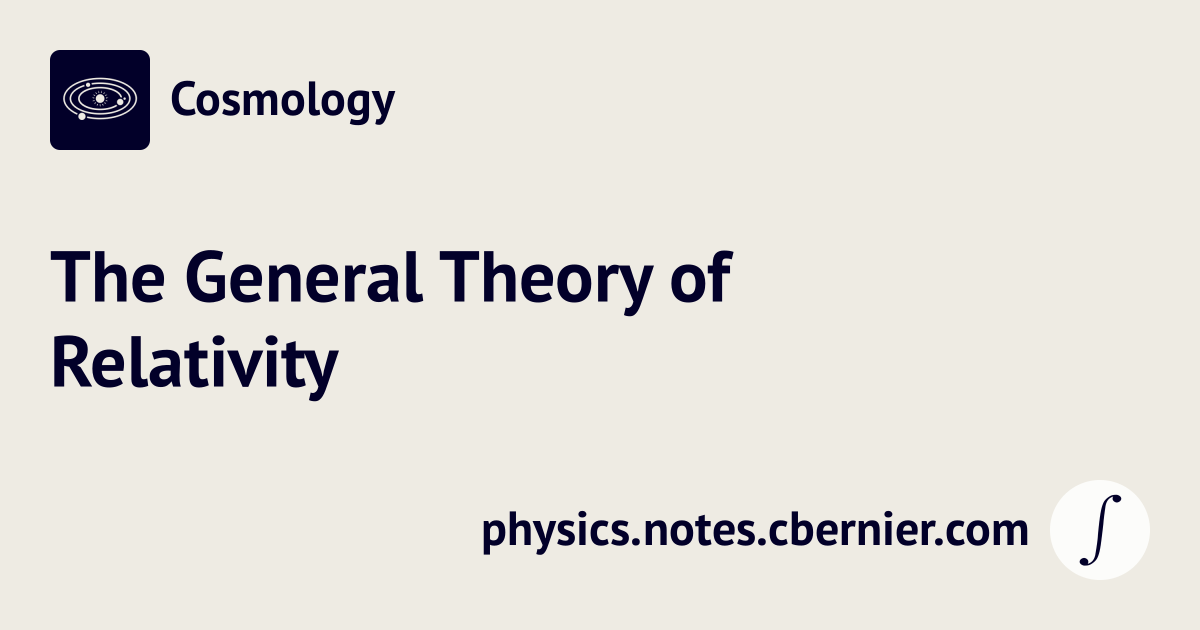 Cosmology
The General Theory of
Relativity
physics.notes.cbernier.com
∫